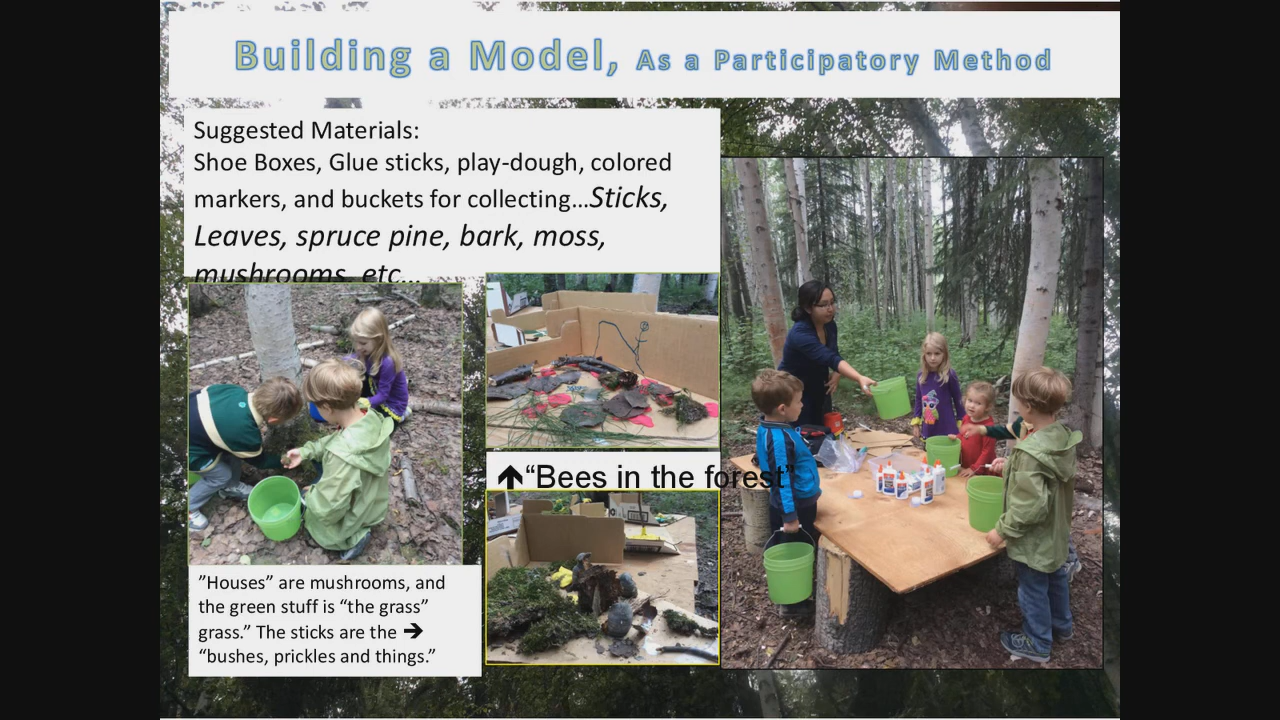 Building a Model, As a Participatory Method
Suggested Materials:
Shoe Boxes, Glue sticks, play-dough, colored
markers, and buckets for collecting…Sticks,
Leaves, spruce pine, bark, moss,
mushrooms, etc…
🡹“Bees in the forest”
”Houses” are mushrooms, and
the green stuff is “the grass”
grass.” The sticks are the ➔
“bushes, prickles and things.”